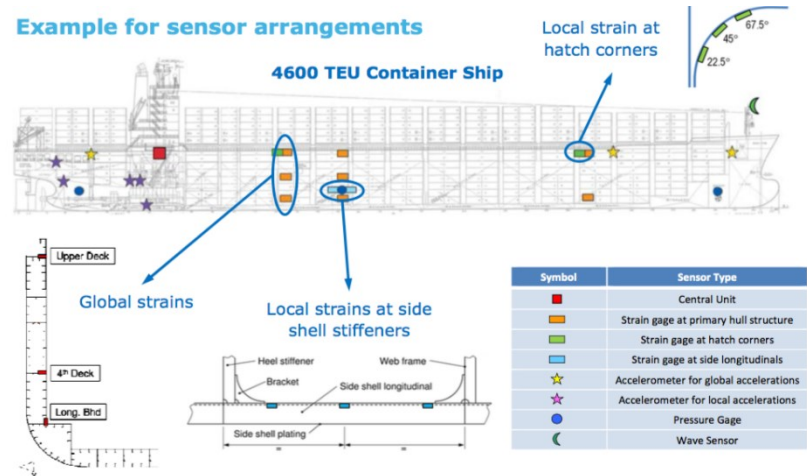 Example for sensor arrangements
Local strain at
hatch corners
67.5°
45°
22.5°
4600 TEU Container Ship
Upper Deck
4th Deck
Long. Bhd
Global strains
Local strains at side
shell stiffeners
Heel stiffener
Web frame
Bracket
Side shell longitudinal
Side shell plating
Symbol Sensor Type
Central Unit
Strain gage at primary hull structure
Strain gage at hatch corners
Strain gage at side longitudinals
Accelerometer for global accelerations
Accelerometer for local accelerations
Pressure Gage
Wave Sensor